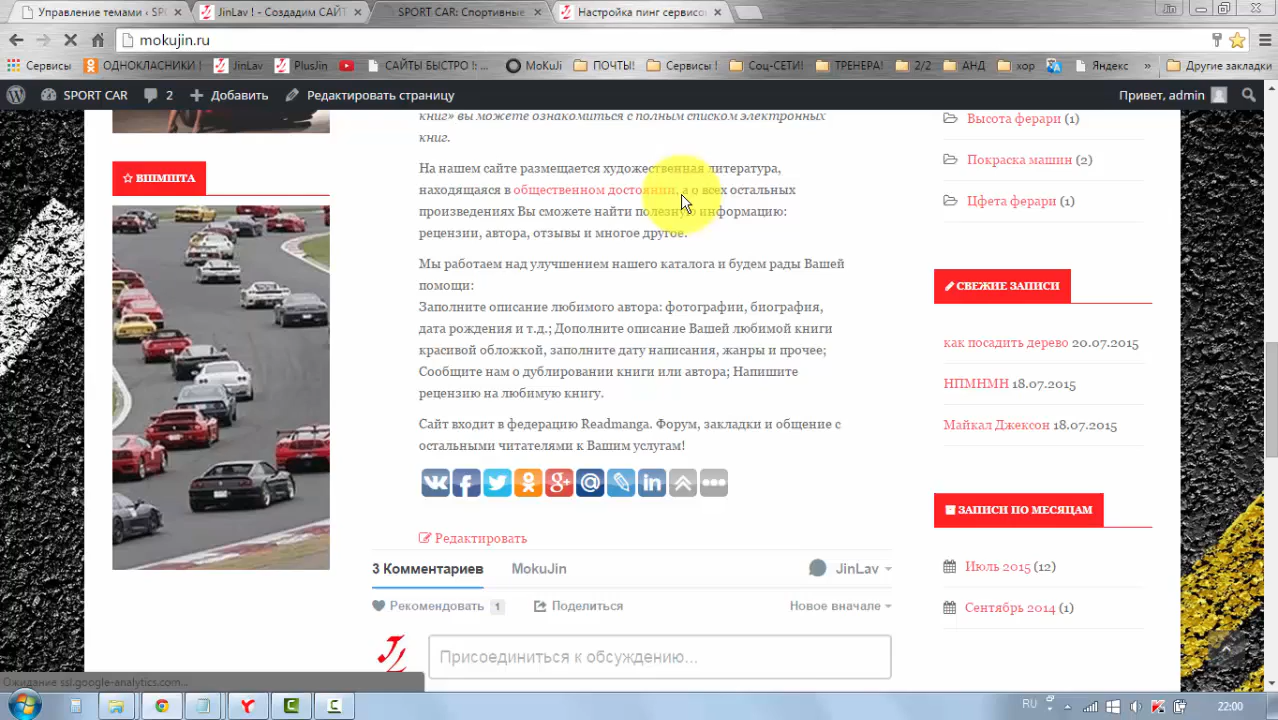 Управление темами ‹ SPO
JinLav ! - Создадим САЙТ
SPORT CAR: Спортивные
Настройка пинг сервисо
Jin
mokujin.ru
Сервисы
ОДНОКЛАСНИКИ
JinLav
PlusJin
САЙТЫ БЫСТРО !: ...
MoKuJi
ПОЧТЫ!
Сервисы !
Соц-СЕТИ!
ТРЕНЕРА!
2/2
АНД
хор
Яндекс
»
Другие закладки
SPORT CAR
2
Добавить
Редактировать страницу
Привет, admin
книг» вы можете ознакомиться с полным списком электронных
книг.
На нашем сайте размещается художественная литература,
находящаяся в общественном достоянии, а о всех остальных
произведениях Вы сможете найти полезную информацию:
рецензии, автора, отзывы и многое другое.
Мы работаем над улучшением нашего каталога и будем рады Вашей
помощи:
Заполните описание любимого автора: фотографии, биография,
дата рождения и т.д.; Дополните описание Вашей любимой книги
красивой обложкой, заполните дату написания, жанры и прочее;
Сообщите нам о дублировании книги или автора; Напишите
рецензию на любимую книгу.
Сайт входит в федерацию Readmanga. Форум, закладки и общение с
остальными читателями к Вашим услугам!
Редактировать
3 Комментариев
MokuJin
JinLav
Рекомендовать 1
Поделиться
Новое вначале
Присоединиться к обсуждению...
ВШМШТА
Высота ферари (1)
Покраска машин (2)
Цфета ферари (1)
СВЕЖИЕ ЗАПИСИ
как посадить дерево 20.07.2015
НПМНМН 18.07.2015
Майкал Джексон 18.07.2015
ЗАПИСИ ПО МЕСЯЦАМ
Июль 2015 (12)
Сентябрь 2014 (1)
Ожидание ssl.google-analytics.com...
RU
22:00